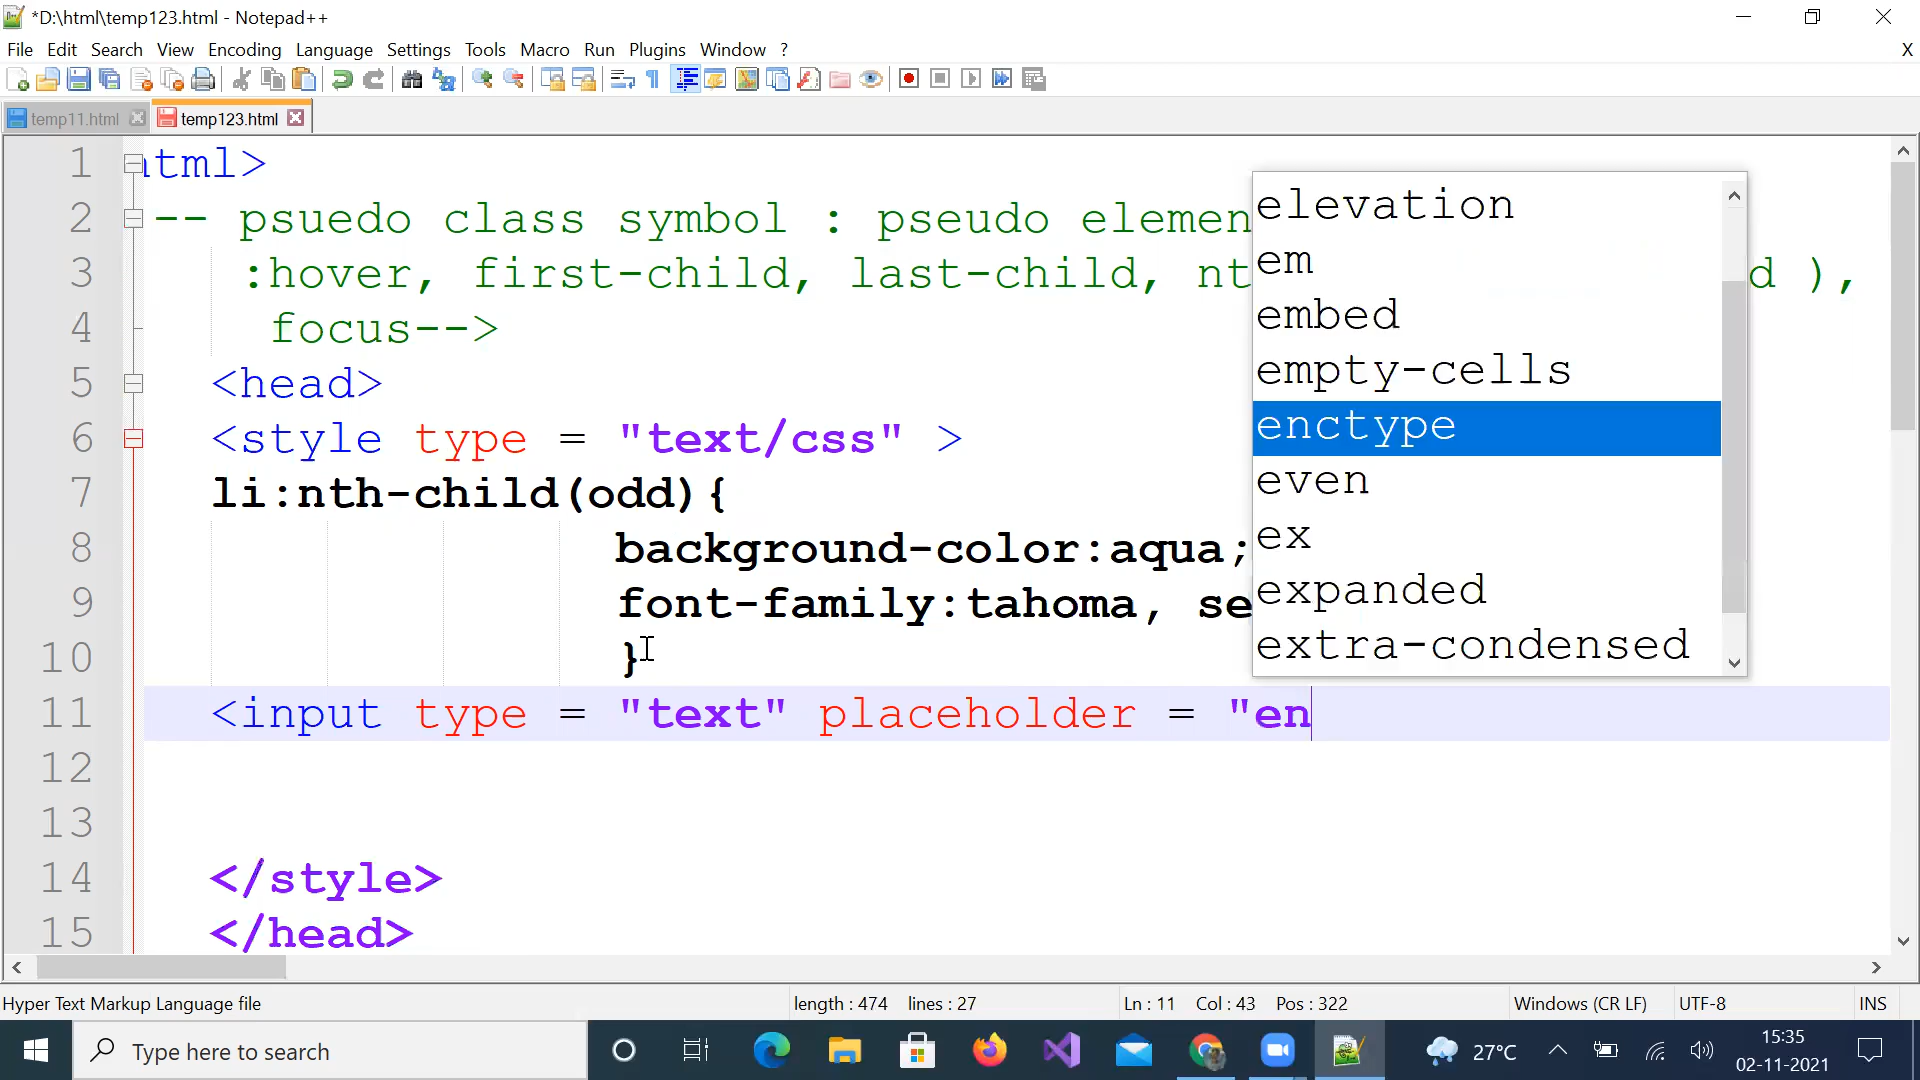 *D:\html\temp123.html - Notepad++
File Edit Search View Encoding Language Settings Tools Macro Run Plugins Window ? X
temp11.html temp123.html
1 html>
2 -- psuedo class symbol : pseudo elemen
3 :hover, first-child, last-child, nt d ),
4 focus-->
5 <head>
6 <style type = "text/css" >
7 li:nth-child(odd){
8 background-color:aqua;
9 font-family:tahoma, se
10 }
11 <input type = "text" placeholder = "en
12
13
14 </style>
15 </head>
elevation
em
embed
empty-cells
enctype
even
ex
expanded
extra-condensed
Hyper Text Markup Language file length : 474 lines : 27 Ln : 11 Col : 43 Pos : 322 Windows (CR LF) UTF-8 INS
Type here to search 27°C 15:35
02-11-2021